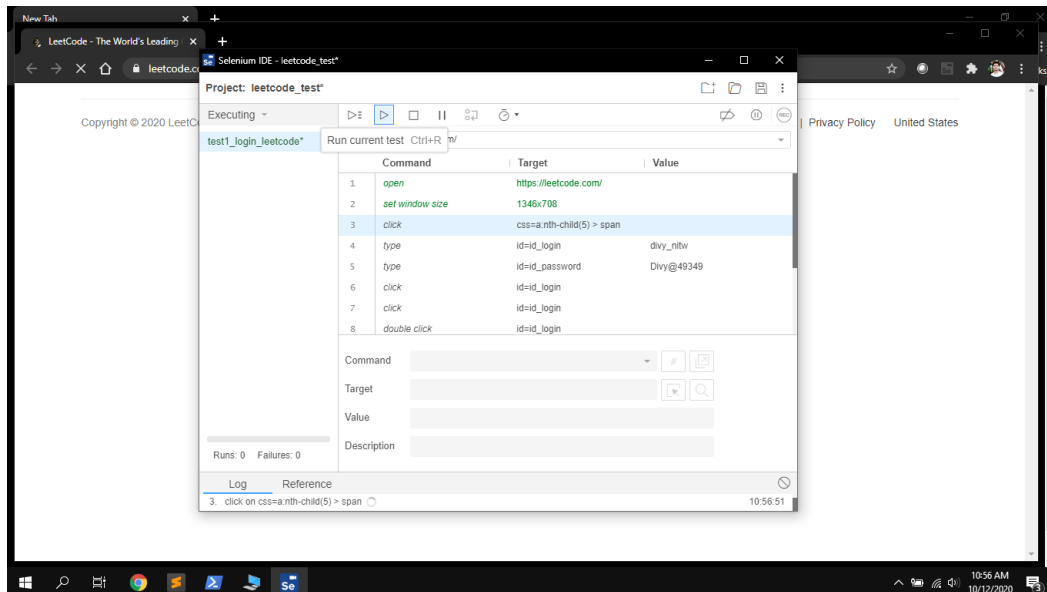 New Tab
LeetCode - The World's Leading
leetcode.c
Selenium IDE - leetcode_test*
Project: leetcode_test*
Executing
Copyright © 2020 LeetC
| Privacy Policy United States
test1_login_leetcode*
Run current test Ctrl+R
m/
Command Target Value
1 open https://leetcode.com/
2 set window size 1346x708
3 click css=a:nth-child(5) > span
4 type id=id_login divy_nitw
5 type id=id_password Divy@49349
6 click id=id_login
7 click id=id_login
8 double click id=id_login
Command
//
Target
Value
Description
Runs: 0 Failures: 0
Log Reference
3. click on css=a:nth-child(5) > span 10:56:51
10:56 AM
10/12/2020
3